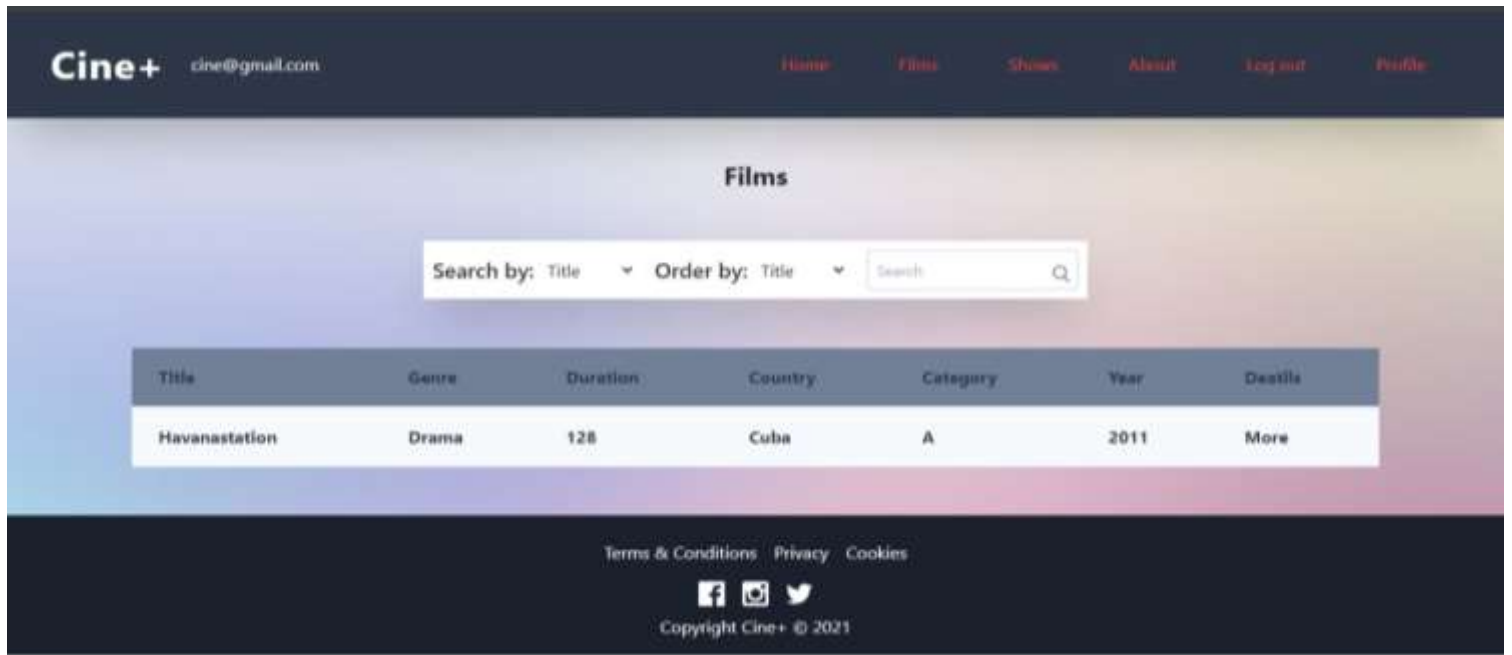 Cine+ cine@gmail.com Home Films Shows About Log out Profile
Films
Search by: Title Order by: Title Search
Title Genre Duration Country Category Year Deatils
Havanastation Drama 128 Cuba A 2011 More
Terms & Conditions Privacy Cookies
Copyright Cine+ © 2021